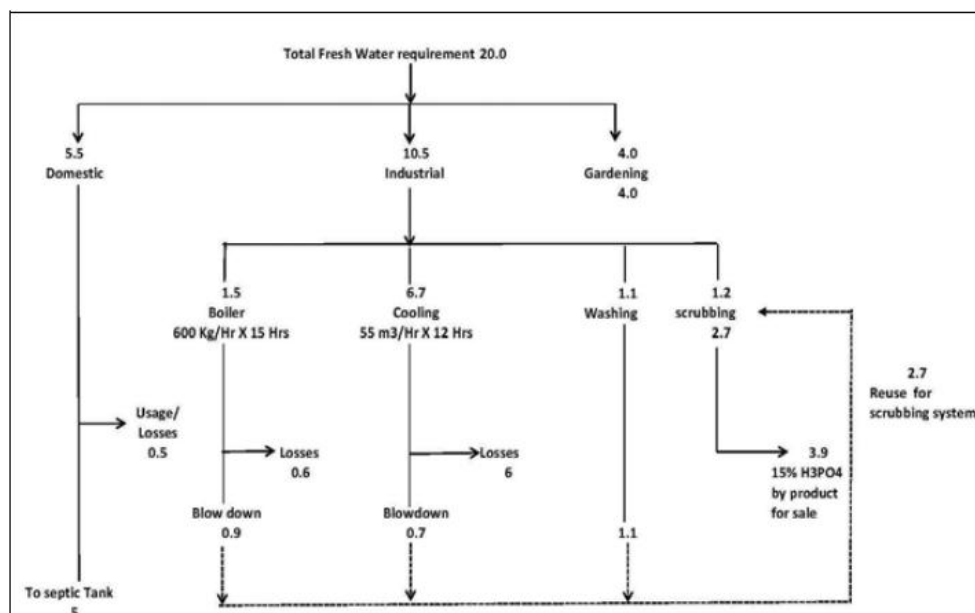 Total Fresh Water requirement 20.0
5.5
Domestic
10.5
Industrial
4.0
Gardening
4.0
1.5
Boiler
600 Kg/Hr X 15 Hrs
6.7
Cooling
55 m3/Hr X 12 Hrs
1.1
Washing
1.2
scrubbing
2.7
2.7
Reuse for
scrubbing system
Usage/
Losses
0.5
Losses
0.6
Losses
6
3.9
15% H3PO4
by product
for sale
Blow down
0.9
Blowdown
0.7
1.1
To septic Tank
5